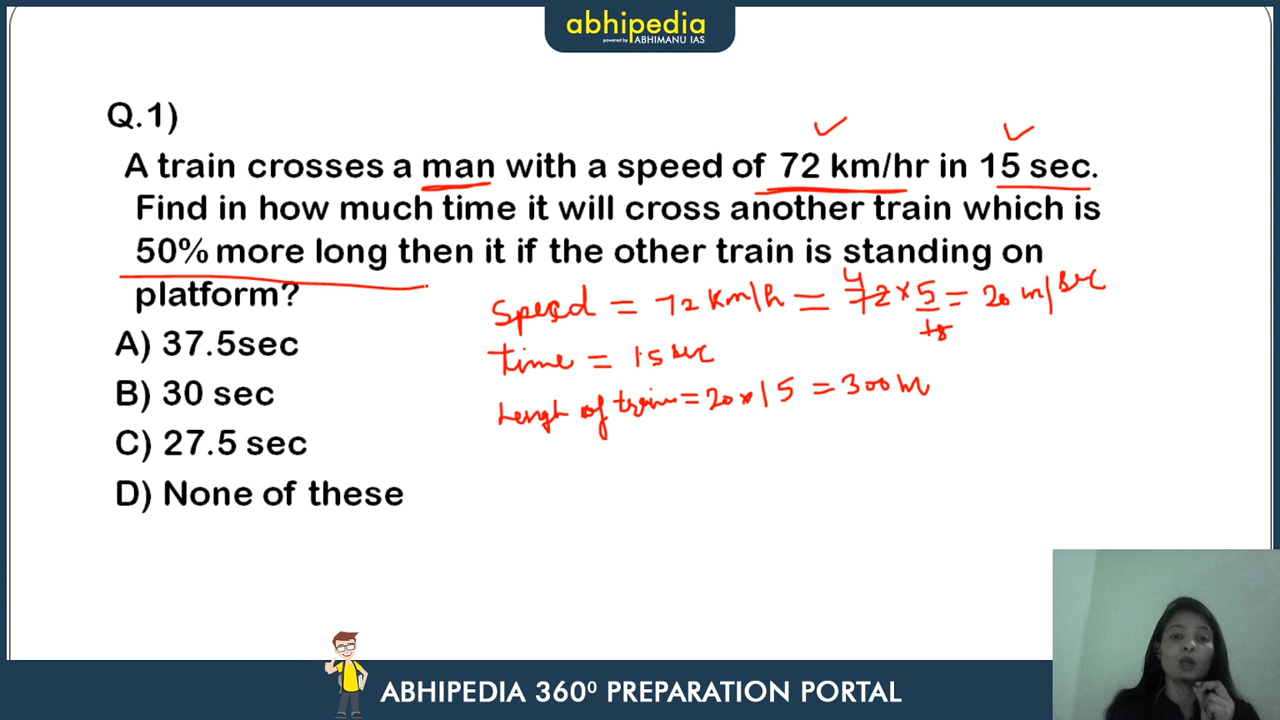 abhipedia
powered by ABHIMANU IAS
Q.1)
A train crosses a man with a speed of 72 km/hr in 15 sec.
Find in how much time it will cross another train which is
50% more long then it if the other train is standing on
platform?
Speed = 72 km/h = 72 × 5/18 = 20 m/sec
4
A) 37.5sec
time = 15 sec
B) 30 sec
Lengh of train = 20 × 15 = 300 m
C) 27.5 sec
D) None of these
ABHIPEDIA 360⁰ PREPARATION PORTAL